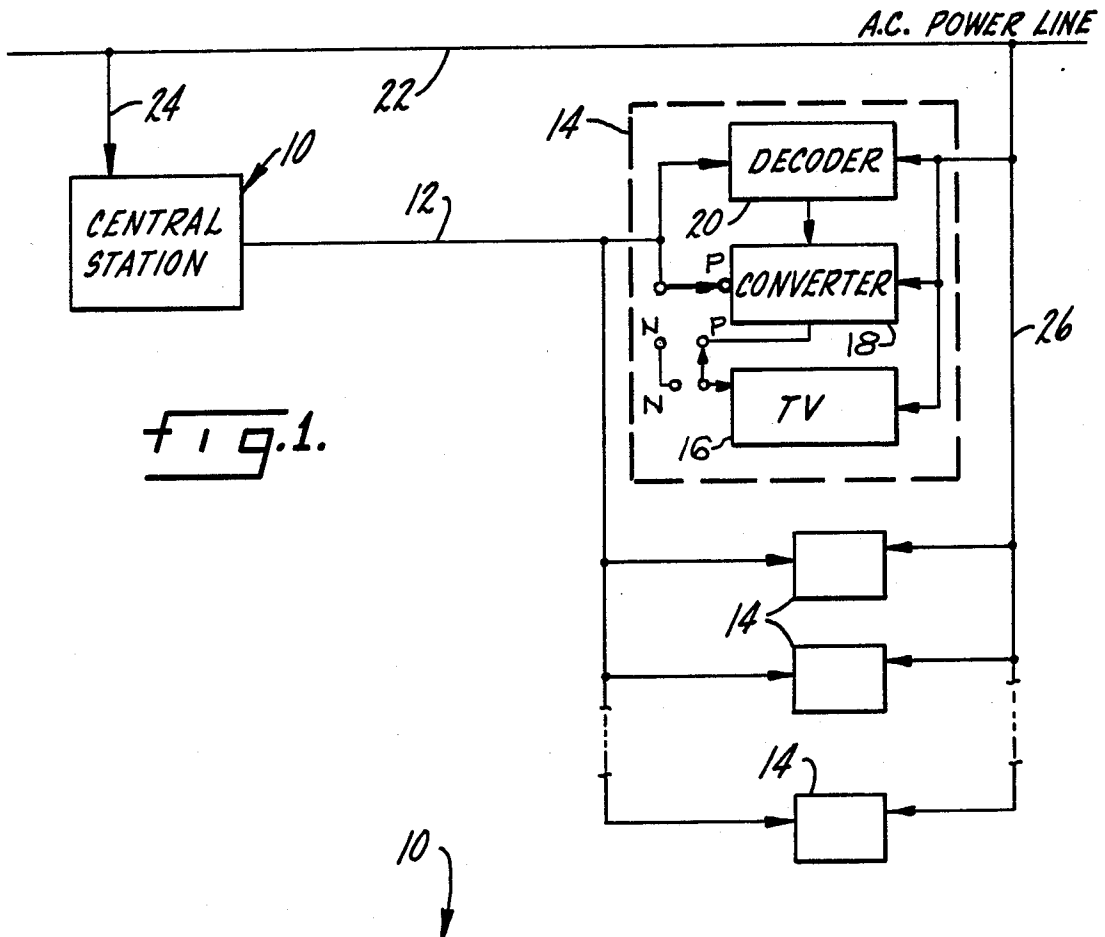 A.C. POWER LINE
24
22
14
10
DECODER
CENTRAL
STATION
12
20
P
CONVERTER
N
P
18
26
N
TV
16
fig.1.
14
14
10